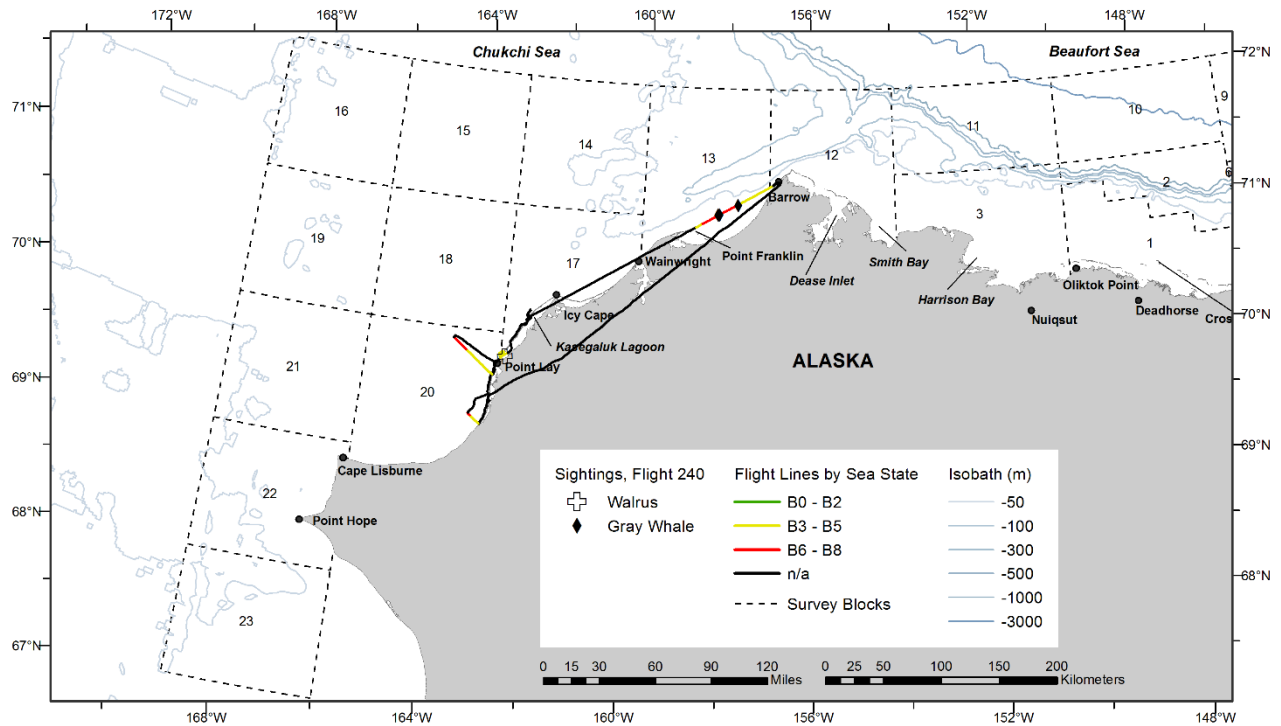 172°W 168°W 164°W 160°W 156°W 152°W 148°W
Chukchi Sea Beaufort Sea
72°N
71°N
70°N
69°N
68°N
67°N
71°N
70°N
69°N
68°N
16
15
14
13
12
11
10
9
6
2
3
1
19
18
17
21
20
22
23
Barrow
Point Franklin
Wainwright
Dease Inlet
Smith Bay
Harrison Bay
Oliktok Point
Nuiqsut
Deadhorse
Cros
Icy Cape
Kasegaluk Lagoon
Point Lay
ALASKA
Cape Lisburne
Point Hope
Sightings, Flight 240
Walrus
Gray Whale
Flight Lines by Sea State
B0 - B2
B3 - B5
B6 - B8
n/a
Survey Blocks
Isobath (m)
-50
-100
-300
-500
-1000
-3000
0 15 30 60 90 120
Miles
0 25 50 100 150 200
Kilometers
168°W 164°W 160°W 156°W 152°W 148°W